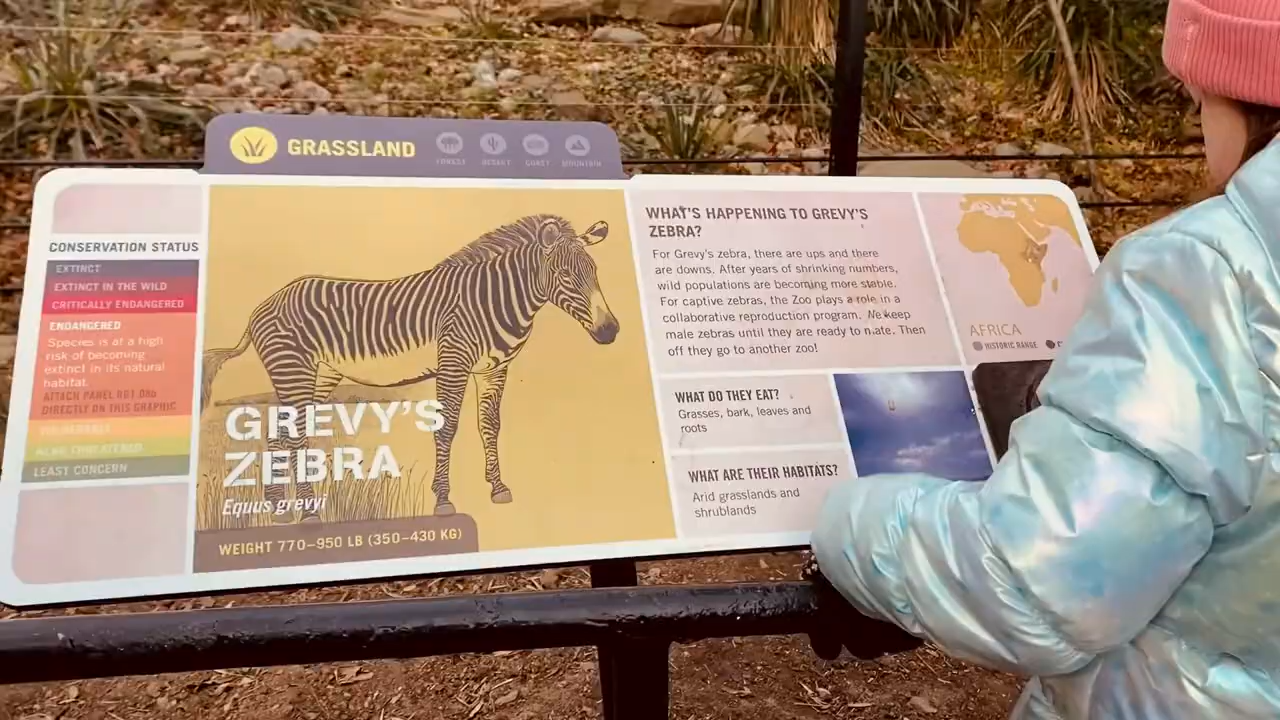 GRASSLAND
FOREST DESERT COAST MOUNTAIN
CONSERVATION STATUS
EXTINCT
EXTINCT IN THE WILD
CRITICALLY ENDANGERED
ENDANGERED
Species is at a high
risk of becoming
extinct in its natural
habitat.
ATTACH PANEL
DIRECTLY ON THIS GRAPHIC
VULNERABLE
NEAR THREATENED
LEAST CONCERN
GREVY'S
ZEBRA
Equus grevyi
WEIGHT 770–950 LB (350–430 KG)
WHAT'S HAPPENING TO GREVY'S
ZEBRA?
For Grevy's zebra, there are ups and there
are downs. After years of shrinking numbers,
wild populations are becoming more stable.
For captive zebras, the Zoo plays a role in a
collaborative reproduction program. We keep
male zebras until they are ready to mate. Then
off they go to another zoo!
WHAT DO THEY EAT?
Grasses, bark, leaves and
roots
WHAT ARE THEIR HABITATS?
Arid grasslands and
shrublands
AFRICA
HISTORIC RANGE